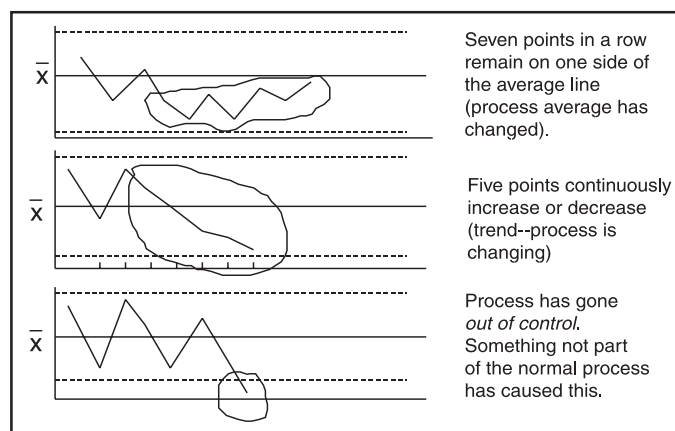 x̅
Seven points in a row
remain on one side of
the average line
(process average has
changed).
x̅
Five points continuously
increase or decrease
(trend--process is
changing)
x̅
Process has gone
out of control.
Something not part
of the normal process
has caused this.